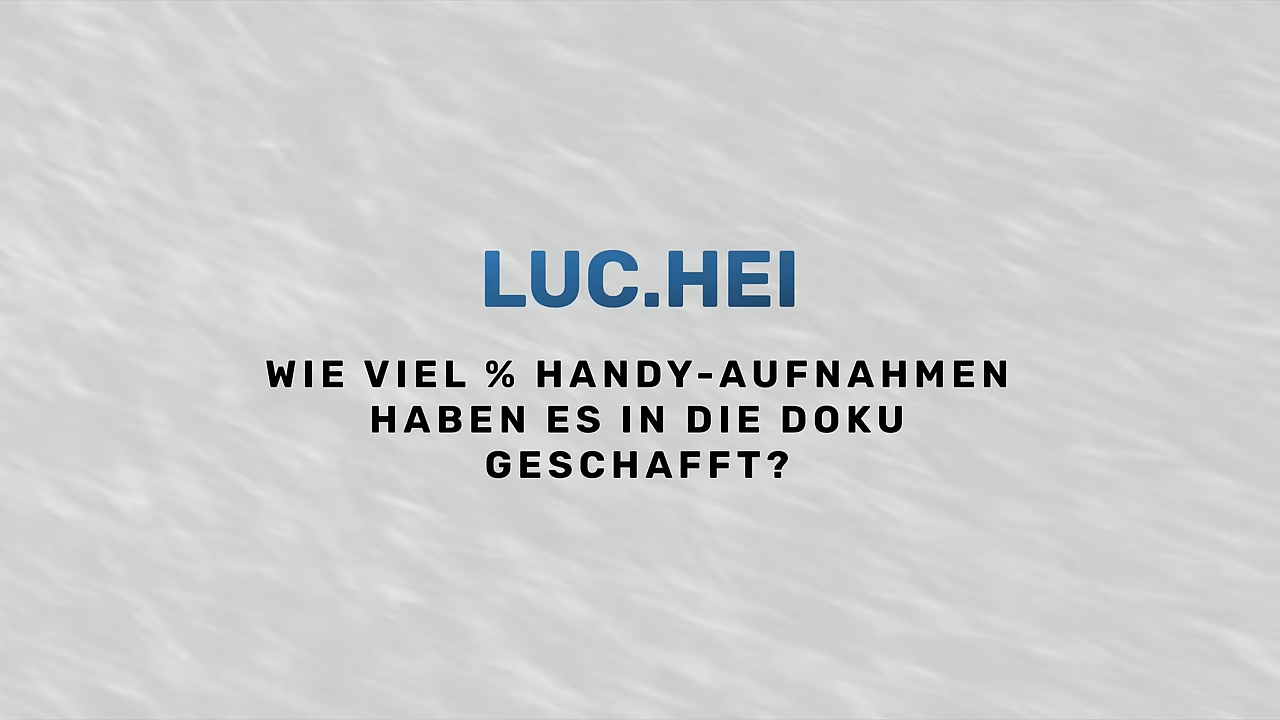 LUC.HEI
WIE VIEL % HANDY-AUFNAHMEN
HABEN ES IN DIE DOKU
GESCHAFFT?